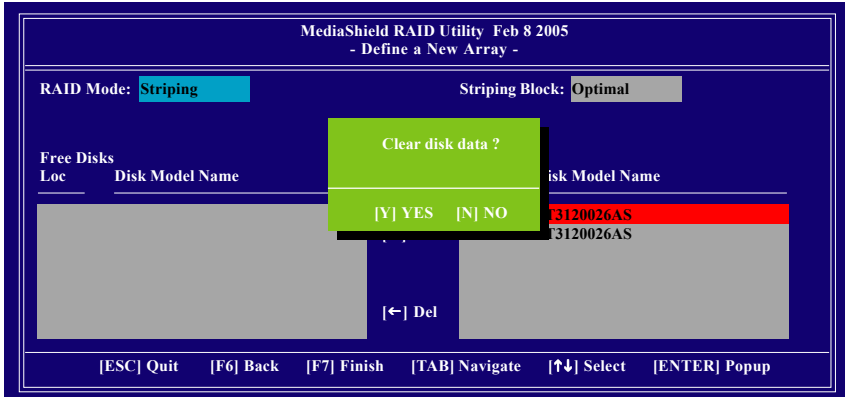 MediaShield RAID Utility Feb 8 2005
- Define a New Array -
RAID Mode: Striping
Striping Block: Optimal
Clear disk data ?
[Y] YES [N] NO
Free Disks
Loc Disk Model Name
isk Model Name
T3120026AS
T3120026AS
[←] Del
[ESC] Quit [F6] Back [F7] Finish [TAB] Navigate [↑↓] Select [ENTER] Popup